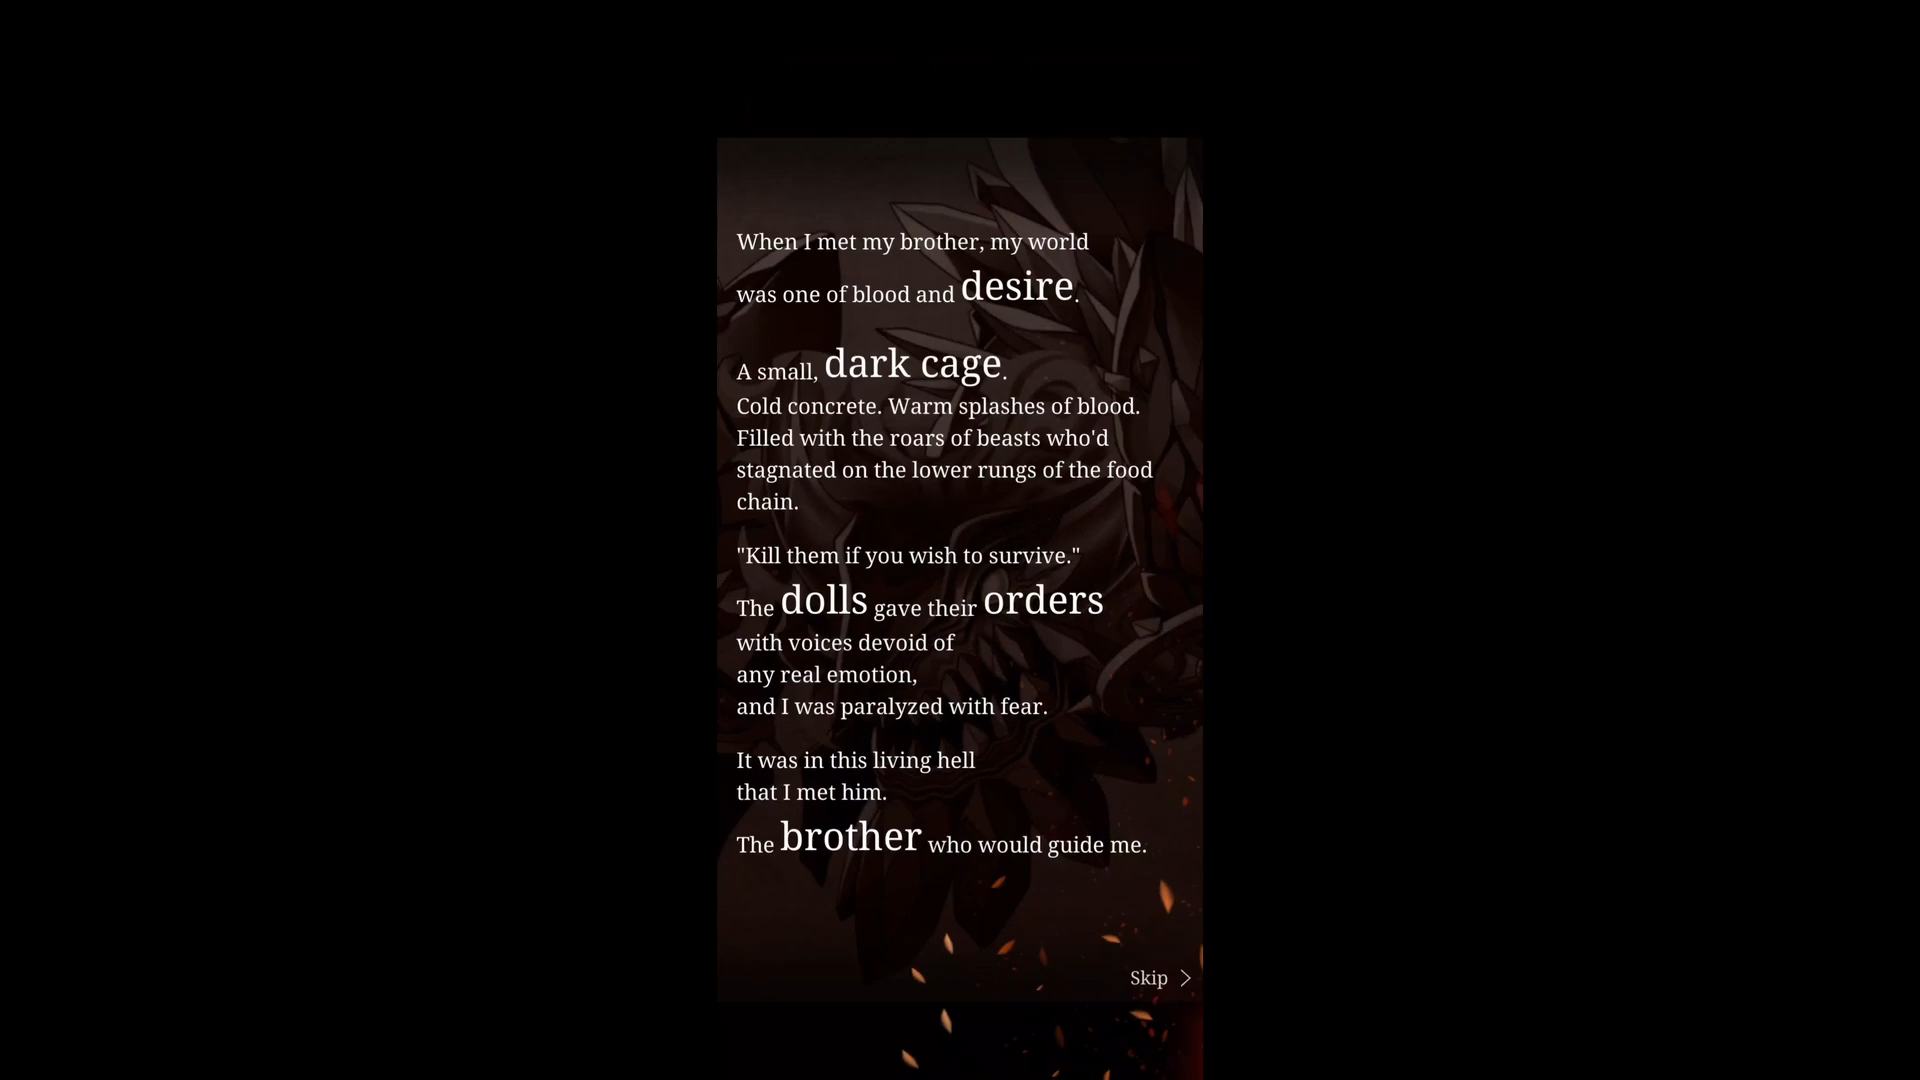 When I met my brother, my world
was one of blood and desire.
A small, dark cage.
Cold concrete. Warm splashes of blood.
Filled with the roars of beasts who'd
stagnated on the lower rungs of the food
chain.
"Kill them if you wish to survive."
The dolls gave their orders
with voices devoid of
any real emotion,
and I was paralyzed with fear.
It was in this living hell
that I met him.
The brother who would guide me.
Skip